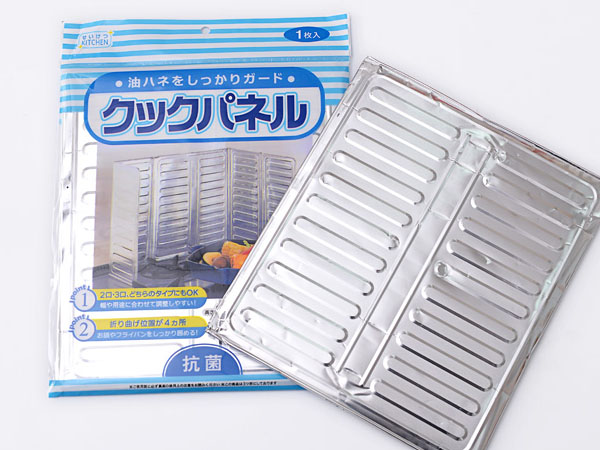 せいけつ
KITCHEN
1枚入
・油ハネをしっかりガード・
クックパネル
Point
1
2口・3口、どちらのタイプにもOK
幅や用途に合わせて調整しやすい!
Point
2
折り曲げ位置が4ヵ所
お鍋やフライパンをしっかり囲める!
抗菌